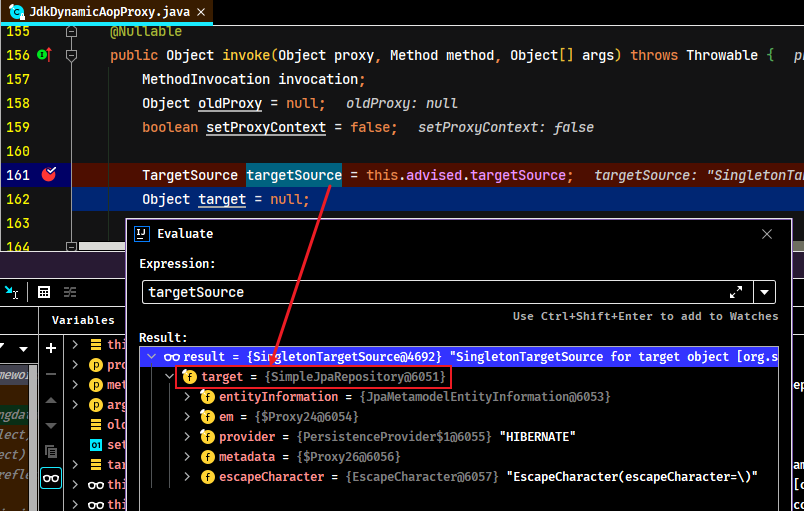 JdkDynamicAopProxy.java
155 @Nullable
156 public Object invoke(Object proxy, Method method, Object[] args) throws Throwable {
157 MethodInvocation invocation;
158 Object oldProxy = null; oldProxy: null
159 boolean setProxyContext = false; setProxyContext: false
160
161 TargetSource targetSource = this.advised.targetSource; targetSource: "SingletonTar
162 Object target = null;
163
164
Evaluate
Expression:
targetSource
Use Ctrl+Shift+Enter to add to Watches
Variables
Result:
result = {SingletonTargetSource@4692} "SingletonTargetSource for target object [org.s
target = {SimpleJpaRepository@6051}
entityInformation = {JpaMetamodelEntityInformation@6053}
em = {$Proxy24@6054}
provider = {PersistenceProvider$1@6055} "HIBERNATE"
metadata = {$Proxy26@6056}
escapeCharacter = {EscapeCharacter@6057} "EscapeCharacter(escapeCharacter=\)"
thi
pro
met
arg
old
set
tar
thi
thi